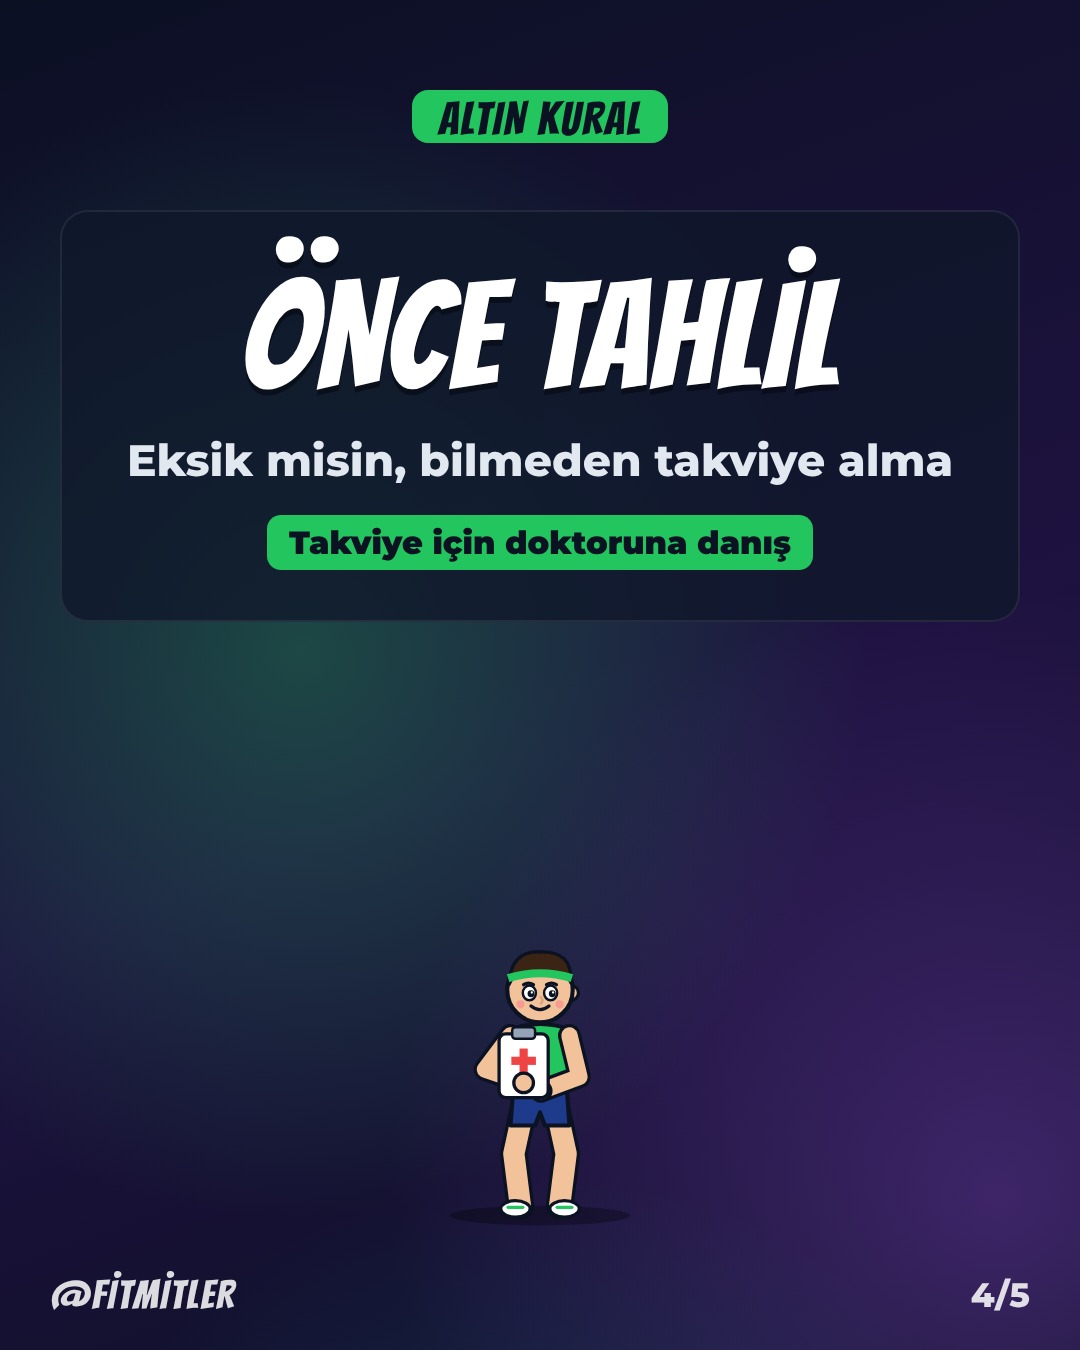 ALTIN KURAL
ÖNCE TAHLİL
Eksik misin, bilmeden takviye alma
Takviye için doktoruna danış
@FİTMİTLER
4/5